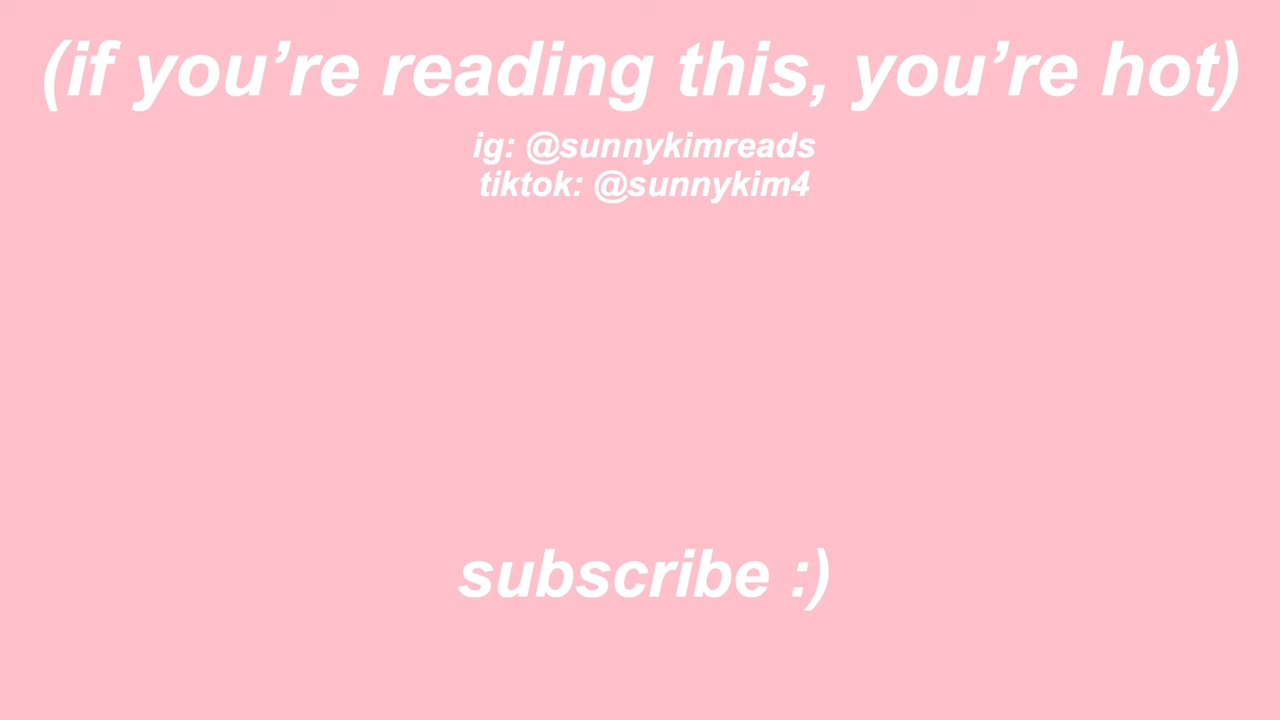 (if you’re reading this, you’re hot)
ig: @sunnykimreads
tiktok: @sunnykim4
subscribe :)